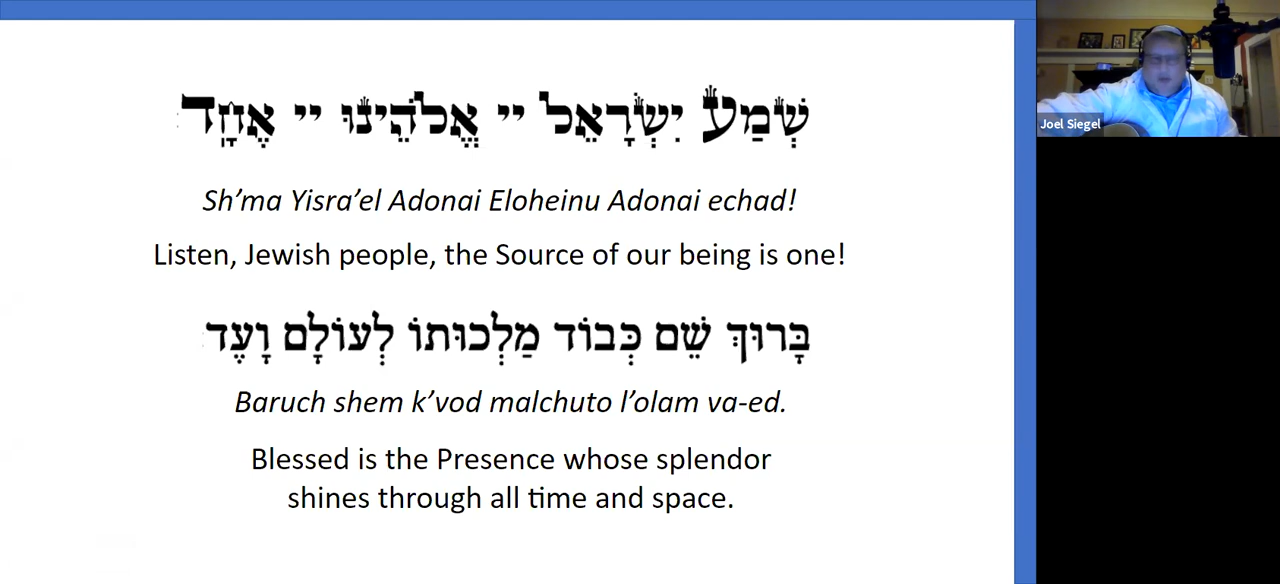 שְׁמַע יִשְׂרָאֵל יי אֱלֹהֵינוּ יי אֶחָד
Sh’ma Yisra’el Adonai Eloheinu Adonai echad!
Listen, Jewish people, the Source of our being is one!
בָּרוּךְ שֵׁם כְּבוֹד מַלְכוּתוֹ לְעוֹלָם וָעֶד
Baruch shem k’vod malchuto l’olam va-ed.
Blessed is the Presence whose splendor
shines through all time and space.
Joel Siegel